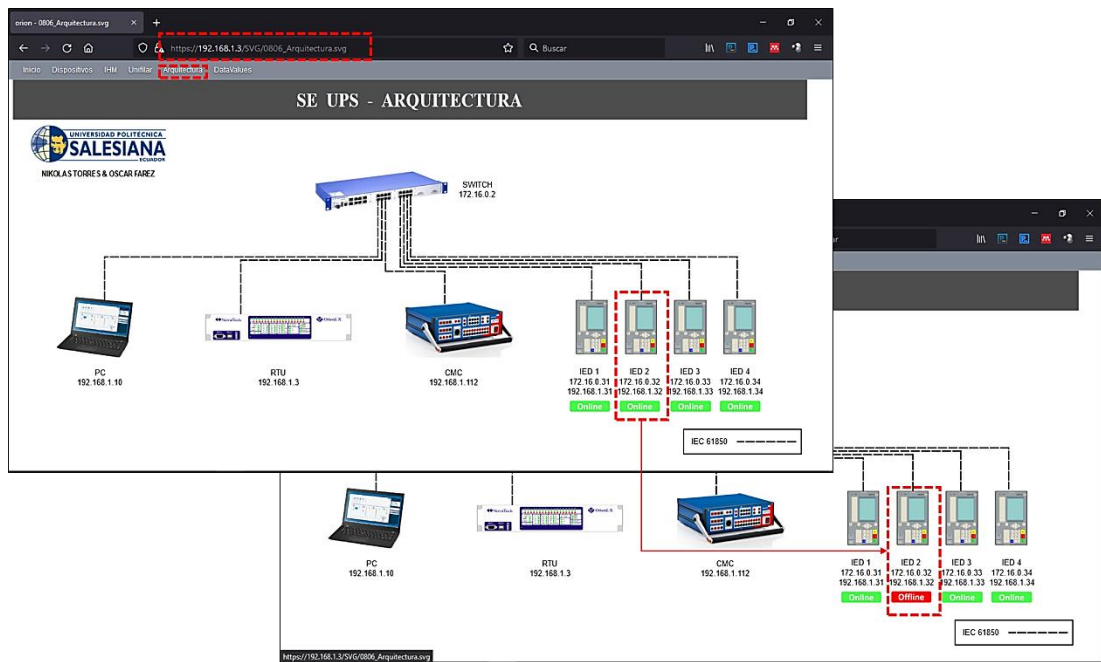 orion - 0806_Arquitectura.svg
https://192.168.1.3/SVG/0806_Arquitectura.svg
Buscar
Inicio Dispositivos IHM Unifilar Arquitectura DataValues
SE UPS - ARQUITECTURA
UNIVERSIDAD POLITÉCNICA
SALESIANA
ECUADOR
NIKOLAS TORRES & OSCAR FAREZ
SWITCH
172.16.0.2
PC
192.168.1.10
RTU
192.168.1.3
CMC
192.168.1.112
IED 1
172.16.0.31
192.168.1.31
Online
IED 2
172.16.0.32
192.168.1.32
Online
IED 3
172.16.0.33
192.168.1.33
Online
IED 4
172.16.0.34
192.168.1.34
Online
IEC 61850
PC
192.168.1.10
RTU
192.168.1.3
CMC
192.168.1.112
IED 1
172.16.0.31
192.168.1.31
Online
IED 2
172.16.0.32
192.168.1.32
Offline
IED 3
172.16.0.33
192.168.1.33
Online
IED 4
172.16.0.34
192.168.1.34
Online
IEC 61850
https://192.168.1.3/SVG/0806_Arquitectura.svg